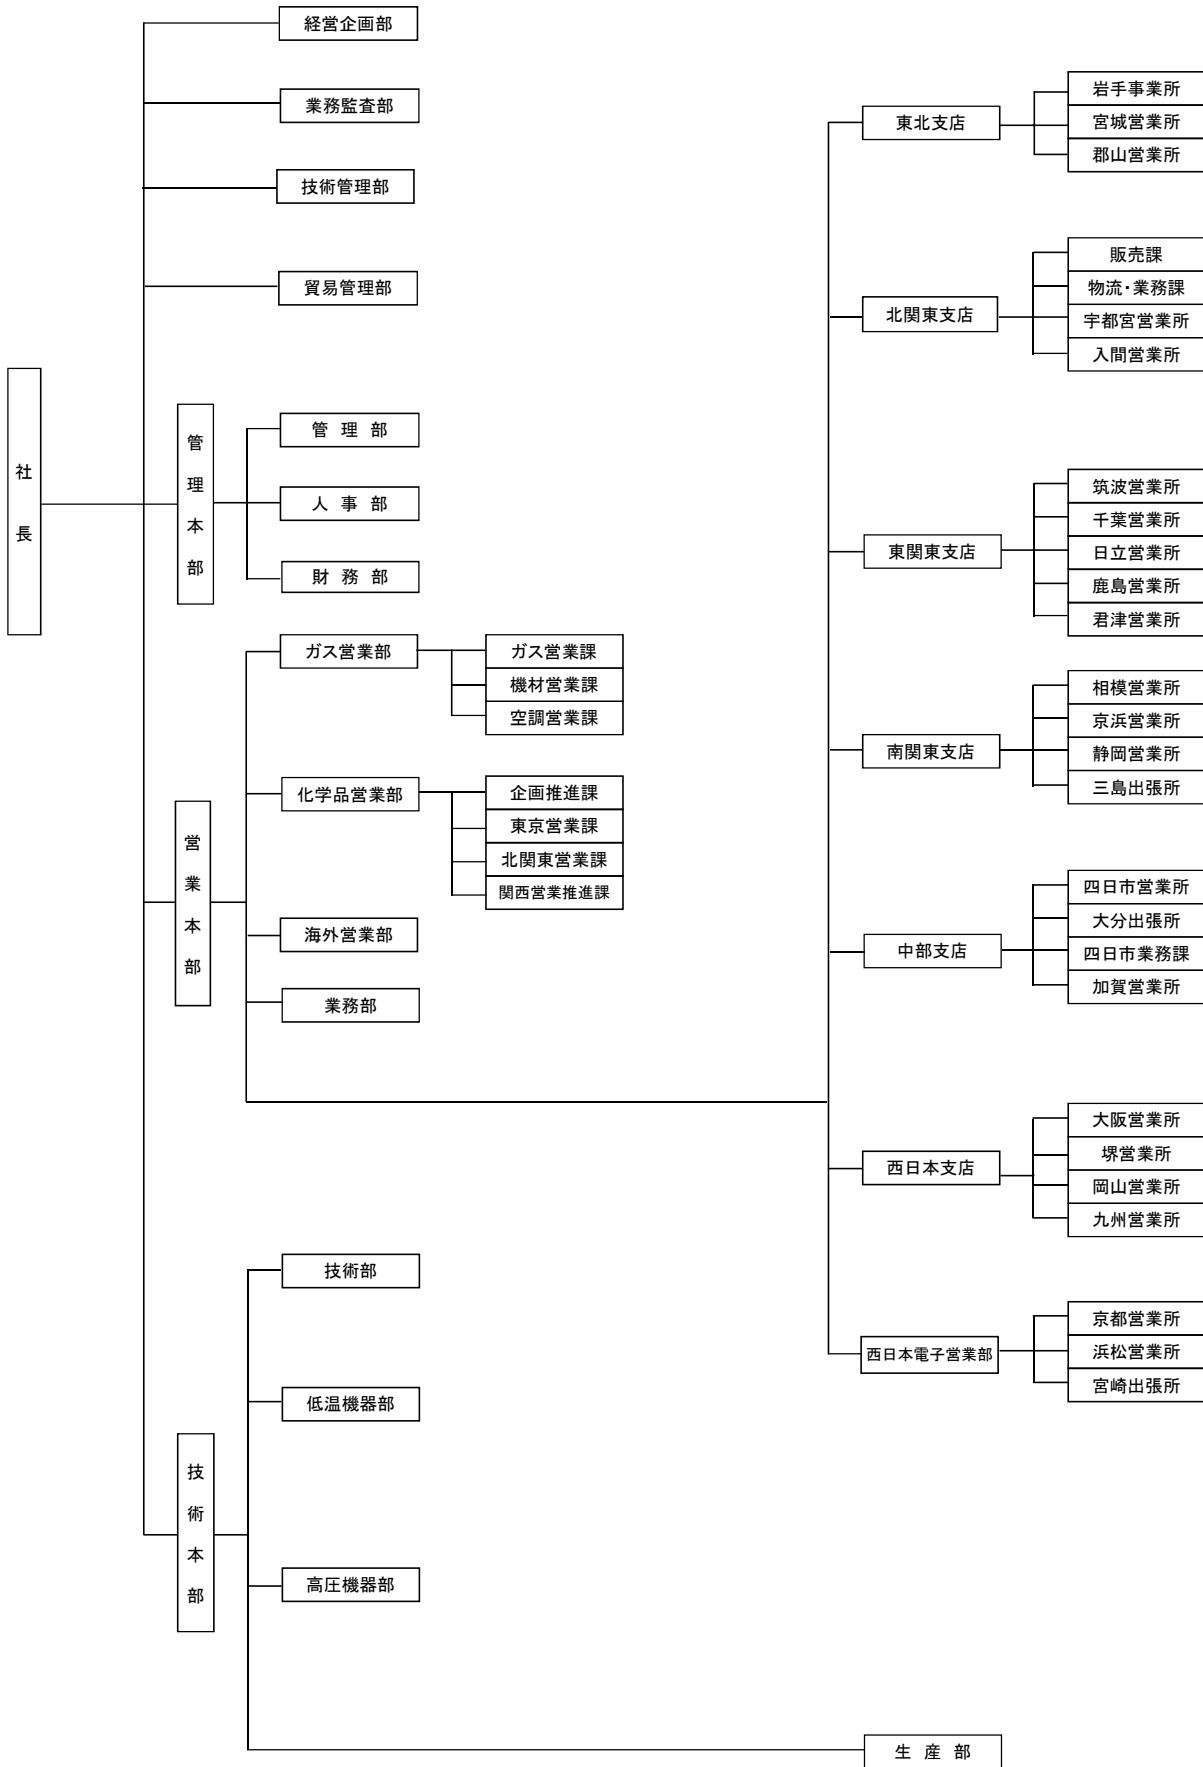 社長
経営企画部
業務監査部
技術管理部
貿易管理部
管理本部
管 理 部
人 事 部
財 務 部
営業本部
ガス営業部
ガス営業課
機材営業課
空調営業課
化学品営業部
企画推進課
東京営業課
北関東営業課
関西営業推進課
海外営業部
業務部
東北支店
岩手事業所
宮城営業所
郡山営業所
北関東支店
販売課
物流・業務課
宇都宮営業所
入間営業所
東関東支店
筑波営業所
千葉営業所
日立営業所
鹿島営業所
君津営業所
南関東支店
相模営業所
京浜営業所
静岡営業所
三島出張所
中部支店
四日市営業所
大分出張所
四日市業務課
加賀営業所
西日本支店
大阪営業所
堺営業所
岡山営業所
九州営業所
西日本電子営業部
京都営業所
浜松営業所
宮崎出張所
技術本部
技術部
低温機器部
高圧機器部
生 産 部